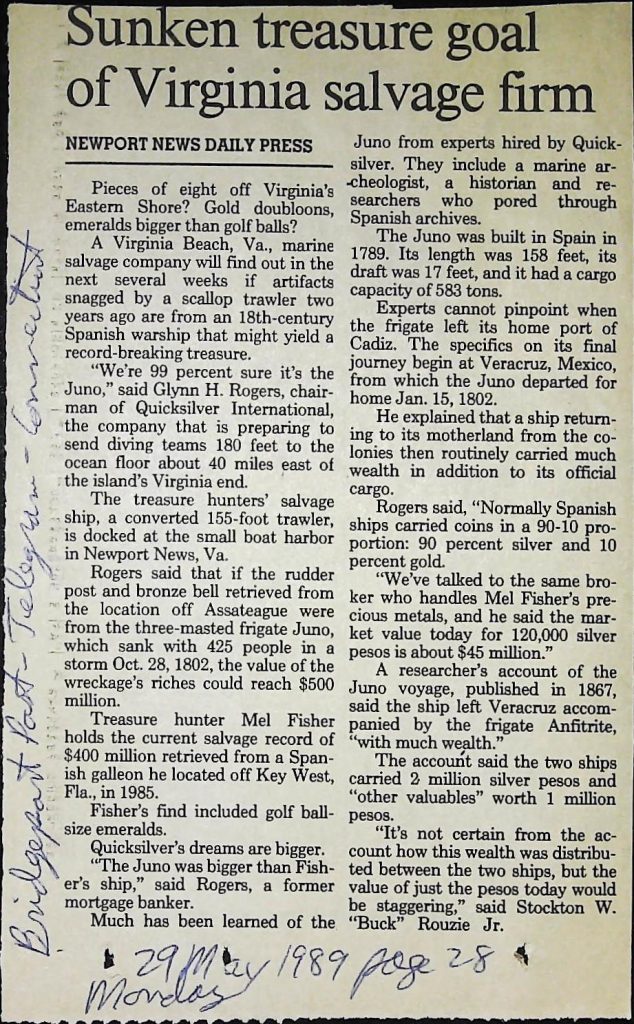 Sunken treasure goal
of Virginia salvage firm
NEWPORT NEWS DAILY PRESS
Pieces of eight off Virginia's
Eastern Shore? Gold doubloons,
emeralds bigger than golf balls?
A Virginia Beach, Va., marine
salvage company will find out in the
next several weeks if artifacts
snagged by a scallop trawler two
years ago are from an 18th-century
Spanish warship that might yield a
record-breaking treasure.
"We're 99 percent sure it's the
Juno," said Glynn H. Rogers, chair-
man of Quicksilver International,
the company that is preparing to
send diving teams 180 feet to the
ocean floor about 40 miles east of
the island's Virginia end.
The treasure hunters' salvage
ship, a converted 155-foot trawler,
is docked at the small boat harbor
in Newport News, Va.
Rogers said that if the rudder
post and bronze bell retrieved from
the location off Assateague were
from the three-masted frigate Juno,
which sank with 425 people in a
storm Oct. 28, 1802, the value of the
wreckage's riches could reach $500
million.
Treasure hunter Mel Fisher
holds the current salvage record of
$400 million retrieved from a Span-
ish galleon he located off Key West,
Fla., in 1985.
Fisher's find included golf ball-
size emeralds.
Quicksilver's dreams are bigger.
"The Juno was bigger than Fish-
er's ship," said Rogers, a former
mortgage banker.
Much has been learned of the
Juno from experts hired by Quick-
silver. They include a marine ar-
cheologist, a historian and re-
searchers who pored through
Spanish archives.
The Juno was built in Spain in
1789. Its length was 158 feet, its
draft was 17 feet, and it had a cargo
capacity of 583 tons.
Experts cannot pinpoint when
the frigate left its home port of
Cadiz. The specifics on its final
journey begin at Veracruz, Mexico,
from which the Juno departed for
home Jan. 15, 1802.
He explained that a ship return-
ing to its motherland from the co-
lonies then routinely carried much
wealth in addition to its official
cargo.
Rogers said, "Normally Spanish
ships carried coins in a 90-10 pro-
portion: 90 percent silver and 10
percent gold.
"We've talked to the same bro-
ker who handles Mel Fisher's pre-
cious metals, and he said the mar-
ket value today for 120,000 silver
pesos is about $45 million."
A researcher's account of the
Juno voyage, published in 1867,
said the ship left Veracruz accom-
panied by the frigate Anfitrite,
"with much wealth."
The account said the two ships
carried 2 million silver pesos and
"other valuables" worth 1 million
pesos.
"It's not certain from the ac-
count how this wealth was distribu-
ted between the two ships, but the
value of just the pesos today would
be staggering," said Stockton W.
"Buck" Rouzie Jr.
Bridgeport Post-Telegram - Connecticut
29 May 1989 page 28
Monday